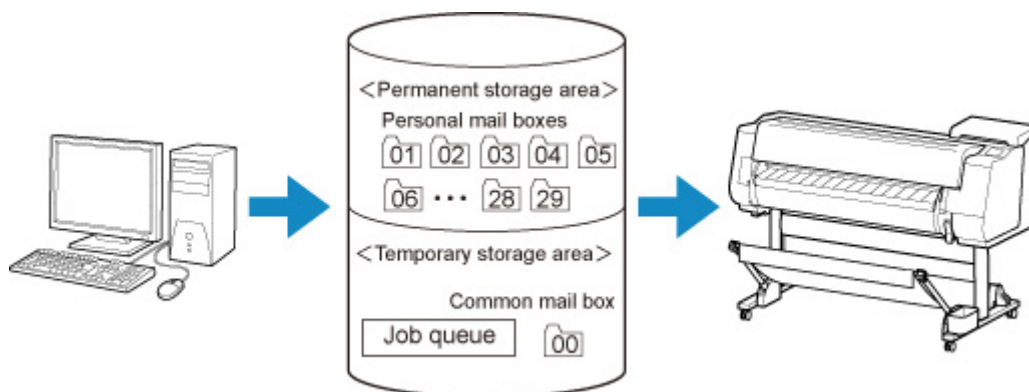 <Permanent storage area>
Personal mail boxes
01 02 03 04 05
06 ••• 28 29
<Temporary storage area>
Common mail box
Job queue 00